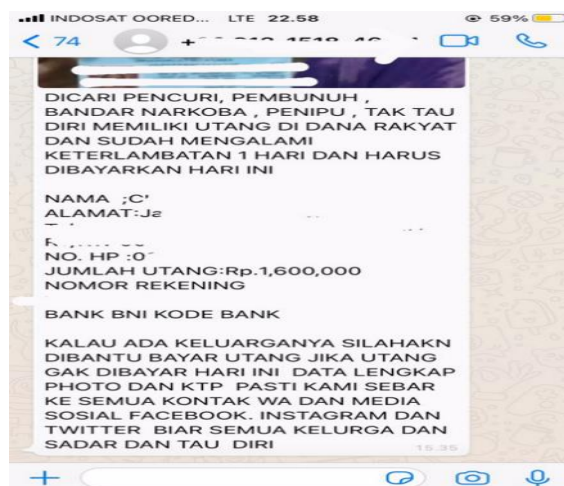 INDOSAT OORED... LTE 22.58 59%
74 +
DICARI PENCURI, PEMBUNUH ,
BANDAR NARKOBA , PENIPU , TAK TAU
DIRI MEMILIKI UTANG DI DANA RAKYAT
DAN SUDAH MENGALAMI
KETERLAMBATAN 1 HARI DAN HARUS
DIBAYARKAN HARI INI
NAMA ;C'
ALAMAT:Ja
NO. HP :0
JUMLAH UTANG:Rp.1,600,000
NOMOR REKENING
BANK BNI KODE BANK
KALAU ADA KELUARGANYA SILAHAKN
DIBANTU BAYAR UTANG JIKA UTANG
GAK DIBAYAR HARI INI DATA LENGKAP
PHOTO DAN KTP PASTI KAMI SEBAR
KE SEMUA KONTAK WA DAN MEDIA
SOSIAL FACEBOOK. INSTAGRAM DAN
TWITTER BIAR SEMUA KELURGA DAN
SADAR DAN TAU DIRI
15.35